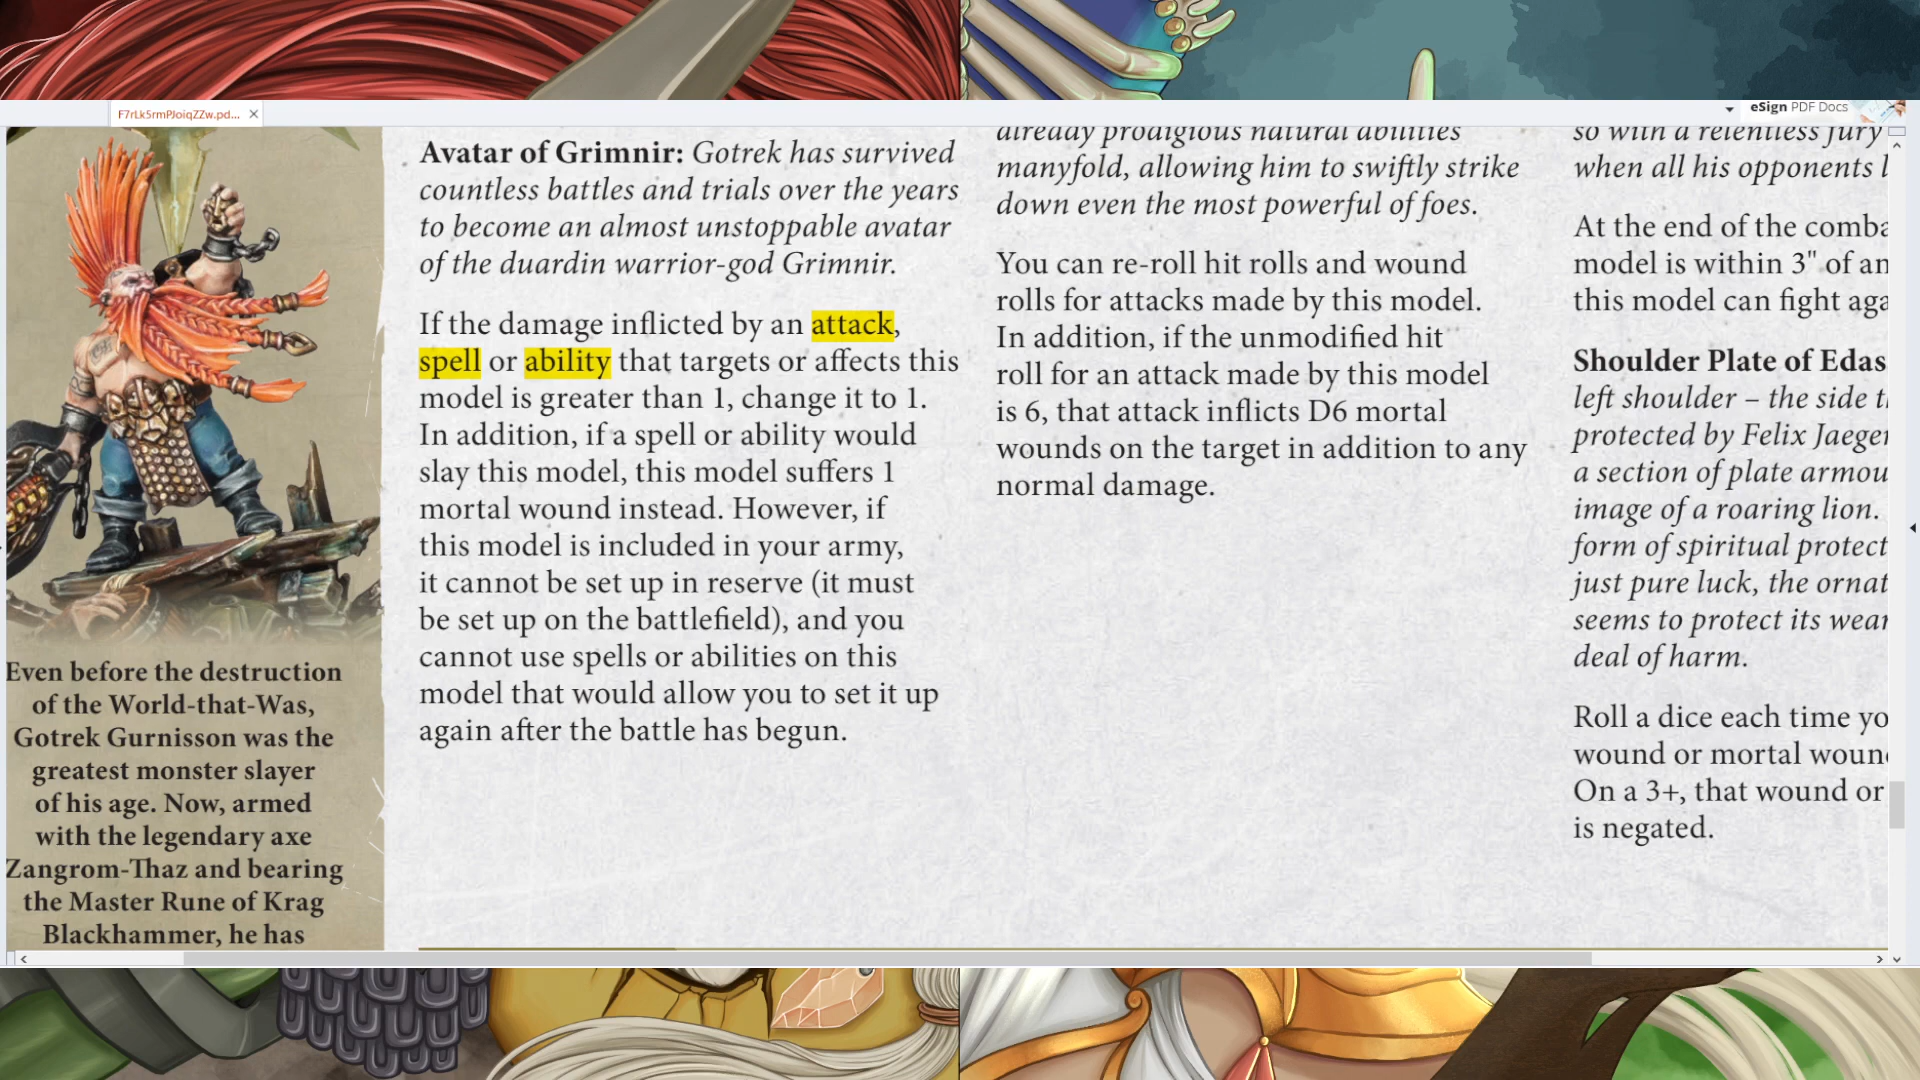 F7rLk5rmPJoiqZZw.pd...
eSign PDF Docs
Even before the destruction
of the World-that-Was,
Gotrek Gurnisson was the
greatest monster slayer
of his age. Now, armed
with the legendary axe
Zangrom-Thaz and bearing
the Master Rune of Krag
Blackhammer, he has
Avatar of Grimnir: Gotrek has survived
countless battles and trials over the years
to become an almost unstoppable avatar
of the duardin warrior-god Grimnir.
If the damage inflicted by an attack,
spell or ability that targets or affects this
model is greater than 1, change it to 1.
In addition, if a spell or ability would
slay this model, this model suffers 1
mortal wound instead. However, if
this model is included in your army,
it cannot be set up in reserve (it must
be set up on the battlefield), and you
cannot use spells or abilities on this
model that would allow you to set it up
again after the battle has begun.
already prodigious natural abilities
manyfold, allowing him to swiftly strike
down even the most powerful of foes.
You can re-roll hit rolls and wound
rolls for attacks made by this model.
In addition, if the unmodified hit
roll for an attack made by this model
is 6, that attack inflicts D6 mortal
wounds on the target in addition to any
normal damage.
so with a relentless fury
when all his opponents
At the end of the comba
model is within 3" of an
this model can fight aga
Shoulder Plate of Edas
left shoulder – the side
protected by Felix Jaeger
a section of plate armou
image of a roaring lion.
form of spiritual protect
just pure luck, the ornat
seems to protect its wear
deal of harm.
Roll a dice each time yo
wound or mortal woun
On a 3+, that wound or
is negated.